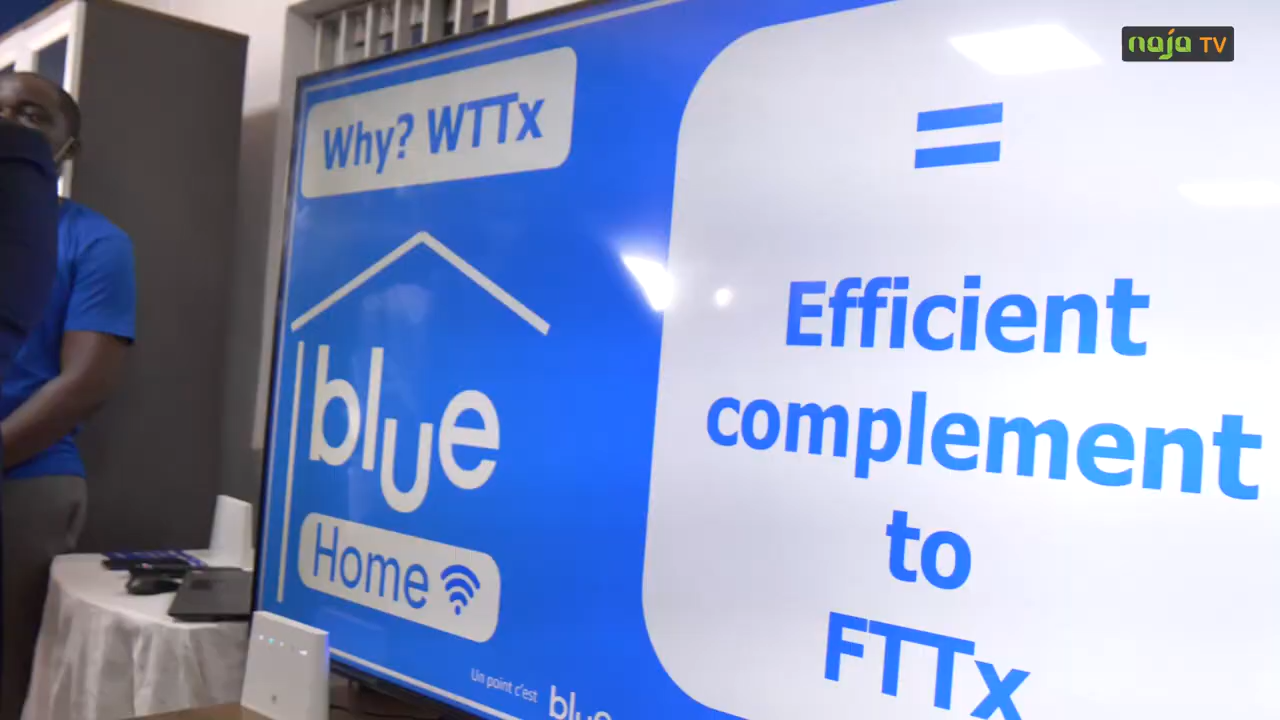 naja TV
Why? WTTx
blue
Home
=
Efficient
complement
to
FTTx
Un point c'est blue